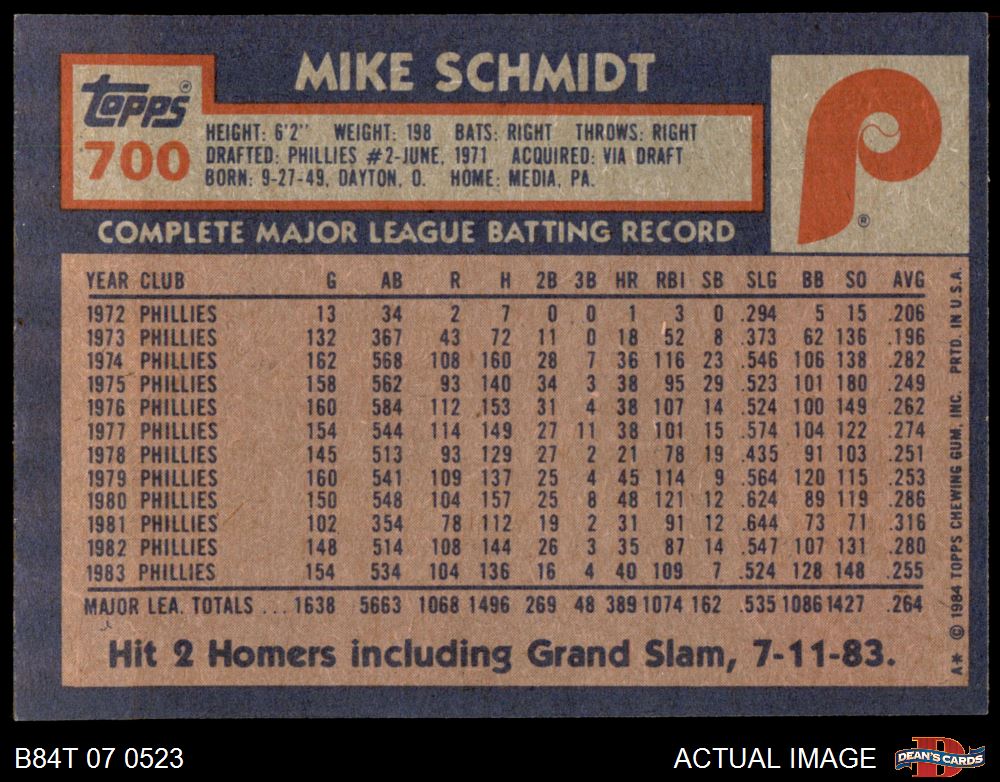 MIKE SCHMIDT
topps®
700
HEIGHT: 6'2" WEIGHT: 198 BATS: RIGHT THROWS: RIGHT
DRAFTED: PHILLIES #2-JUNE, 1971 ACQUIRED: VIA DRAFT
BORN: 9-27-49, DAYTON, O. HOME: MEDIA, PA.
P
®
COMPLETE MAJOR LEAGUE BATTING RECORD
YEAR CLUB G AB R H 2B 3B HR RBI SB SLG BB SO AVG
1972 PHILLIES 13 34 2 7 0 0 1 3 0 .294 5 15 .206
1973 PHILLIES 132 367 43 72 11 0 18 52 8 .373 62 136 .196
1974 PHILLIES 162 568 108 160 28 7 36 116 23 .546 106 138 .282
1975 PHILLIES 158 562 93 140 34 3 38 95 29 .523 101 180 .249
1976 PHILLIES 160 584 112 153 31 4 38 107 14 .524 100 149 .262
1977 PHILLIES 154 544 114 149 27 11 38 101 15 .574 104 122 .274
1978 PHILLIES 145 513 93 129 27 2 21 78 19 .435 91 103 .251
1979 PHILLIES 160 541 109 137 25 4 45 114 9 .564 120 115 .253
1980 PHILLIES 150 548 104 157 25 8 48 121 12 .624 89 119 .286
1981 PHILLIES 102 354 78 112 19 2 31 91 12 .644 73 71 .316
1982 PHILLIES 148 514 108 144 26 3 35 87 14 .547 107 131 .280
1983 PHILLIES 154 534 104 136 16 4 40 109 7 .524 128 148 .255
MAJOR LEA. TOTALS ... 1638 5663 1068 1496 269 48 389 1074 162 .535 1086 1427 .264
Hit 2 Homers including Grand Slam, 7-11-83.
A* © 1984 TOPPS CHEWING GUM, INC. PRTD. IN U.S.A.
B84T 07 0523
ACTUAL IMAGE
D
DEAN'S CARDS